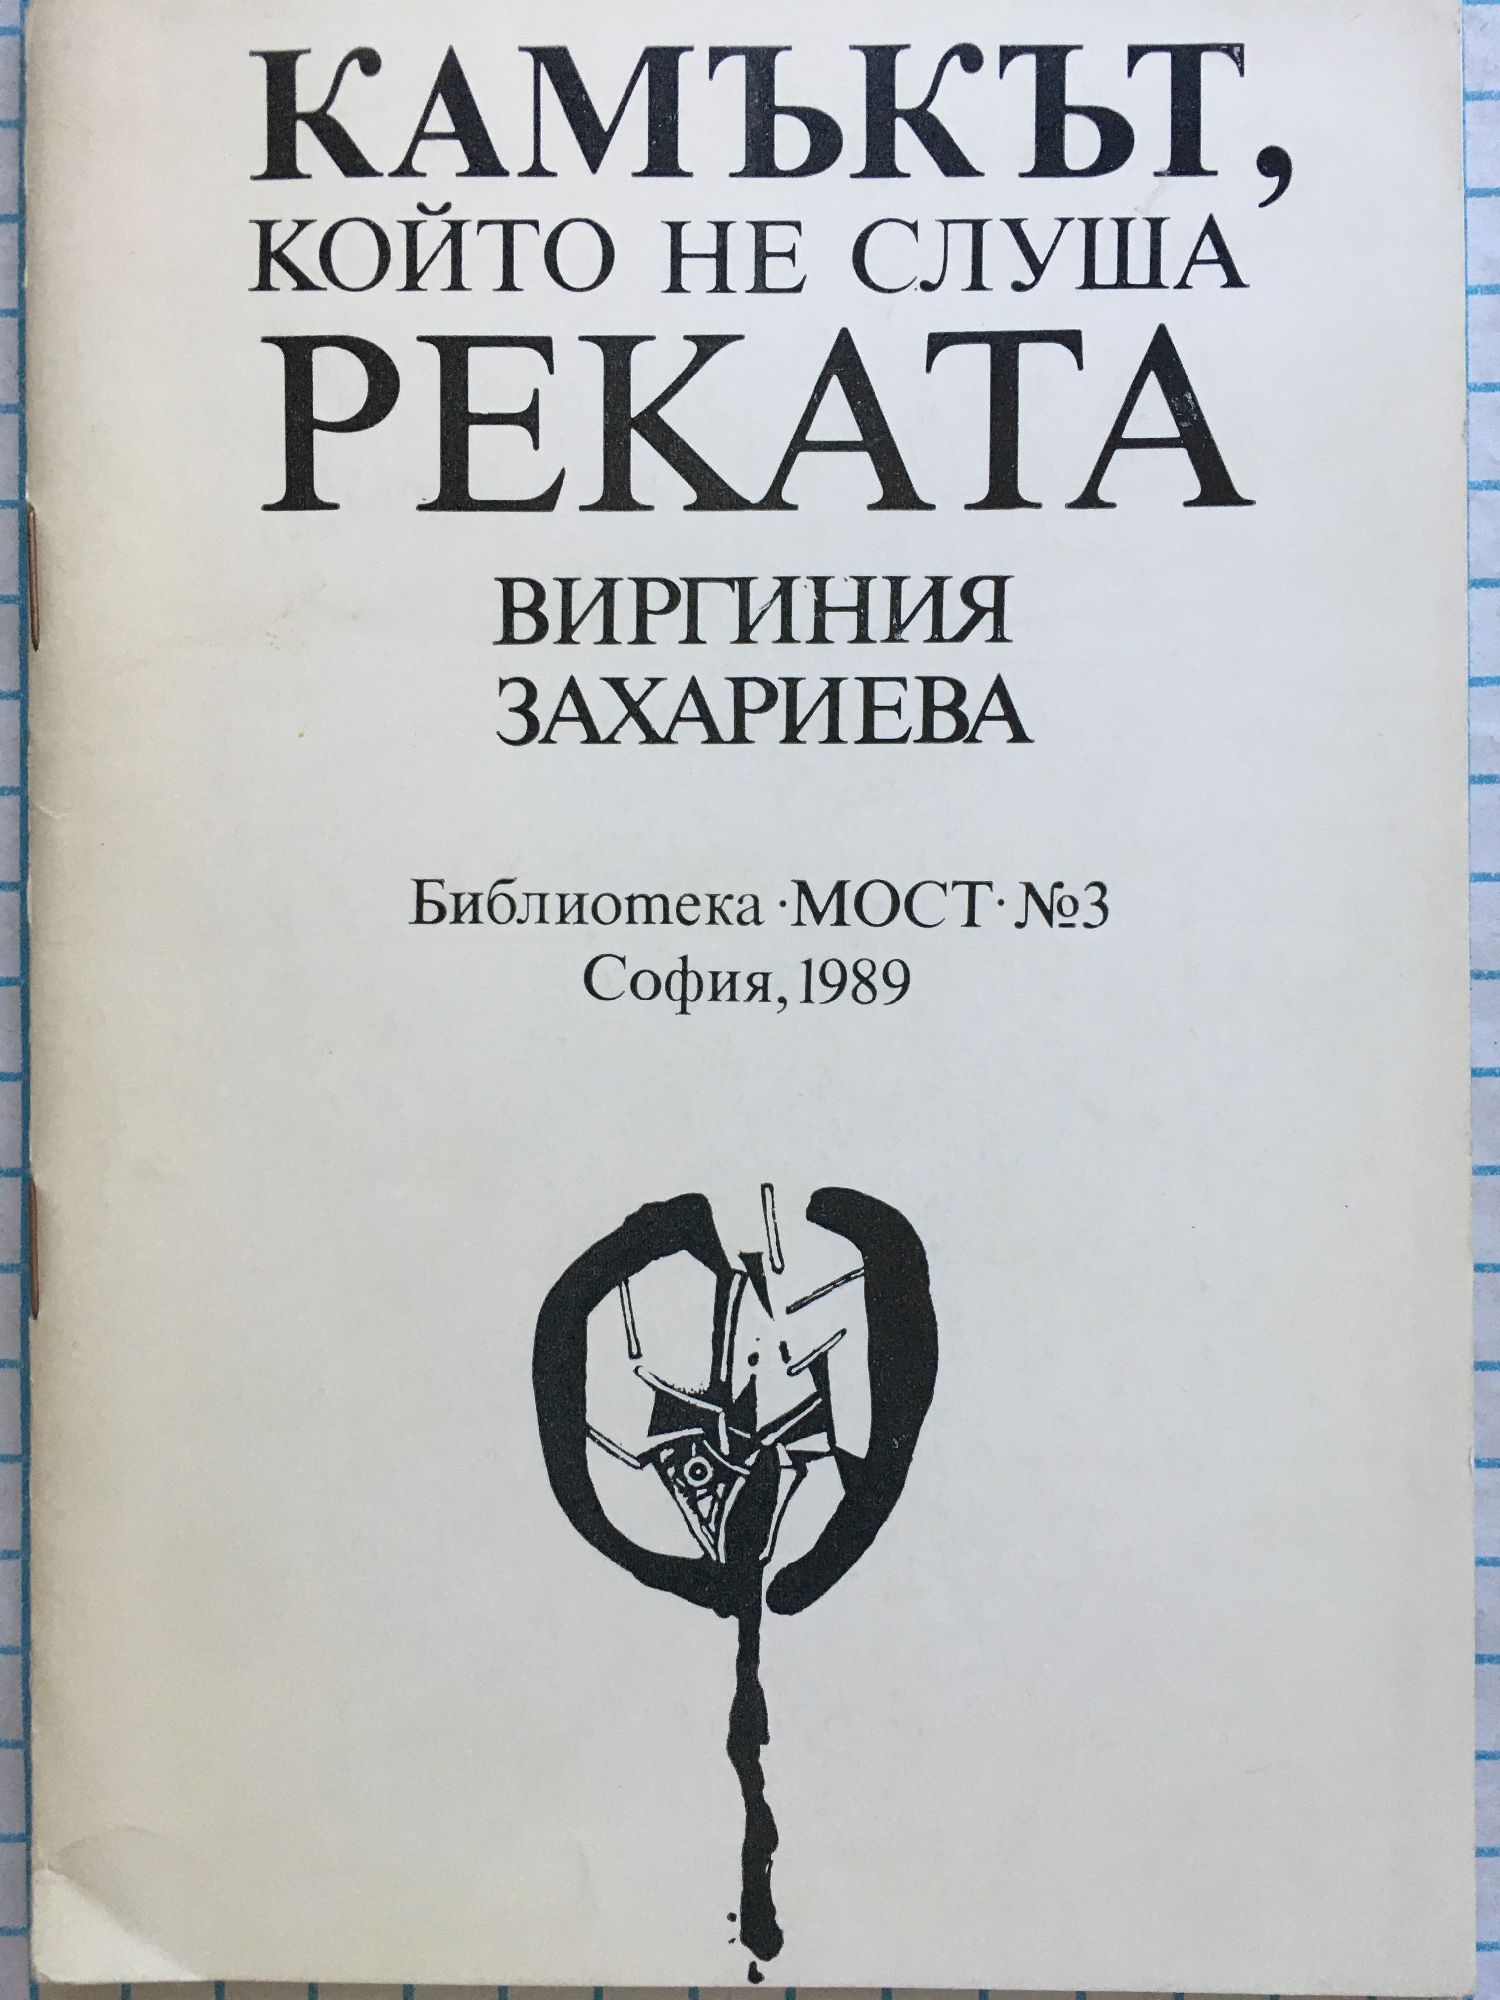 КАМЪКЪТ,
КОЙТО НЕ СЛУША
РЕКАТА
ВИРГИНИЯ
ЗАХАРИЕВА
Библиотека ·МОСТ· №3
София, 1989